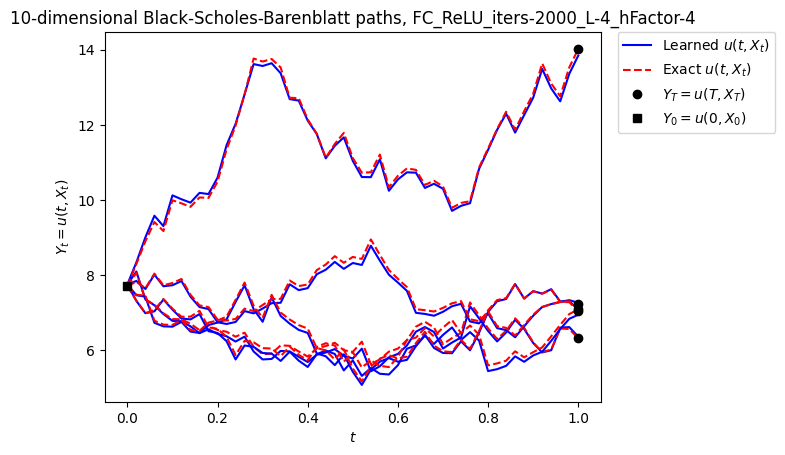 10-dimensional Black-Scholes-Barenblatt paths, FC_ReLU_iters-2000_L-4_hFactor-4
14
12
10
8
6
Y_t = u(t, X_t)
0.0 0.2 0.4 0.6 0.8 1.0
t
Learned u(t, X_t)
Exact u(t, X_t)
Y_T = u(T, X_T)
Y_0 = u(0, X_0)